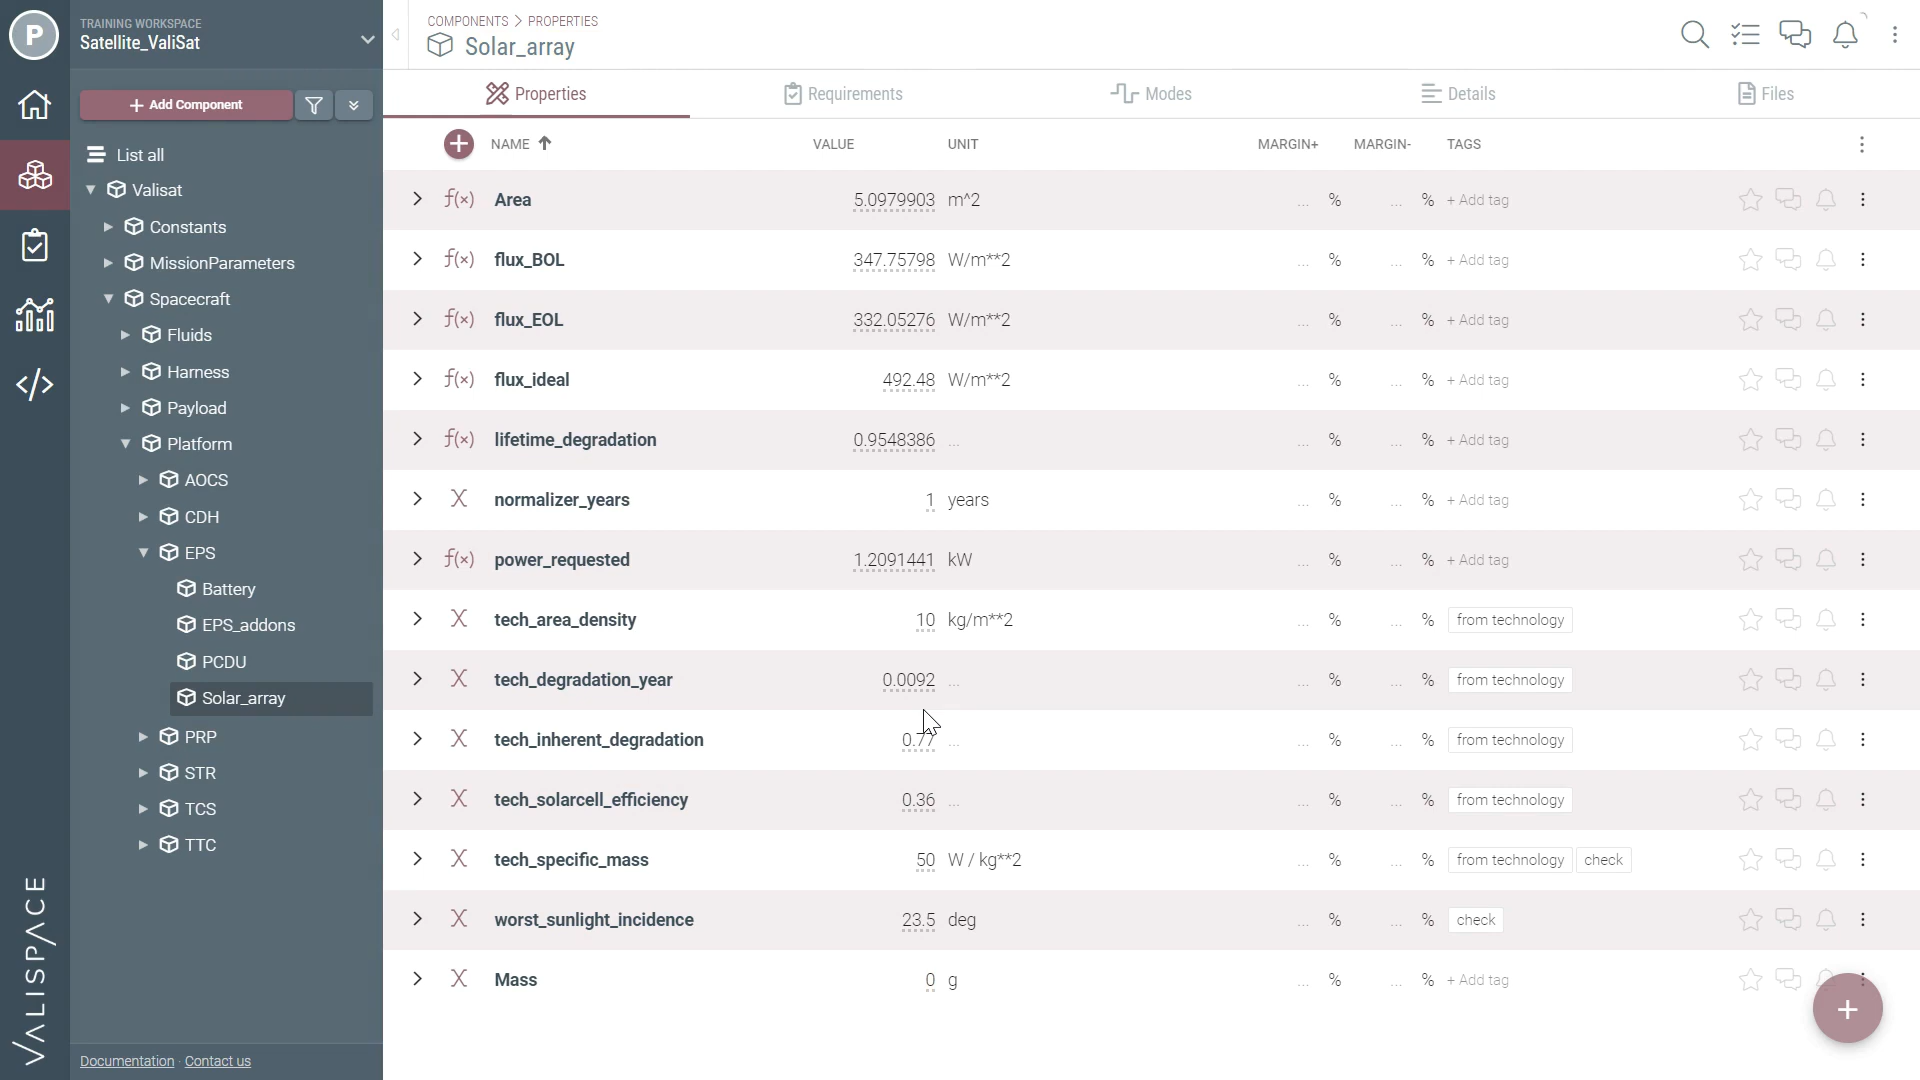 P
TRAINING WORKSPACE
Satellite_ValiSat
+ Add Component
List all
Valisat
Constants
MissionParameters
Spacecraft
Fluids
Harness
Payload
Platform
AOCS
CDH
EPS
Battery
EPS_addons
PCDU
Solar_array
PRP
STR
TCS
TTC
VALISPACE
Documentation · Contact us
COMPONENTS > PROPERTIES
Solar_array
Properties Requirements Modes Details Files
NAME VALUE UNIT MARGIN+ MARGIN- TAGS
f(x) Area 5.0979903 m^2 ... % ... % + Add tag
f(x) flux_BOL 347.75798 W/m**2 ... % ... % + Add tag
f(x) flux_EOL 332.05276 W/m**2 ... % ... % + Add tag
f(x) flux_ideal 492.48 W/m**2 ... % ... % + Add tag
f(x) lifetime_degradation 0.9548386 ... ... % ... % + Add tag
X normalizer_years 1 years ... % ... % + Add tag
f(x) power_requested 1.2091441 kW ... % ... % + Add tag
X tech_area_density 10 kg/m**2 ... % ... % from technology
X tech_degradation_year 0.0092 ... ... % ... % from technology
X tech_inherent_degradation 0.77 ... ... % ... % from technology
X tech_solarcell_efficiency 0.36 ... ... % ... % from technology
X tech_specific_mass 50 W / kg**2 ... % ... % from technology check
X worst_sunlight_incidence 23.5 deg ... % ... % check
X Mass 0 g ... % ... % + Add tag